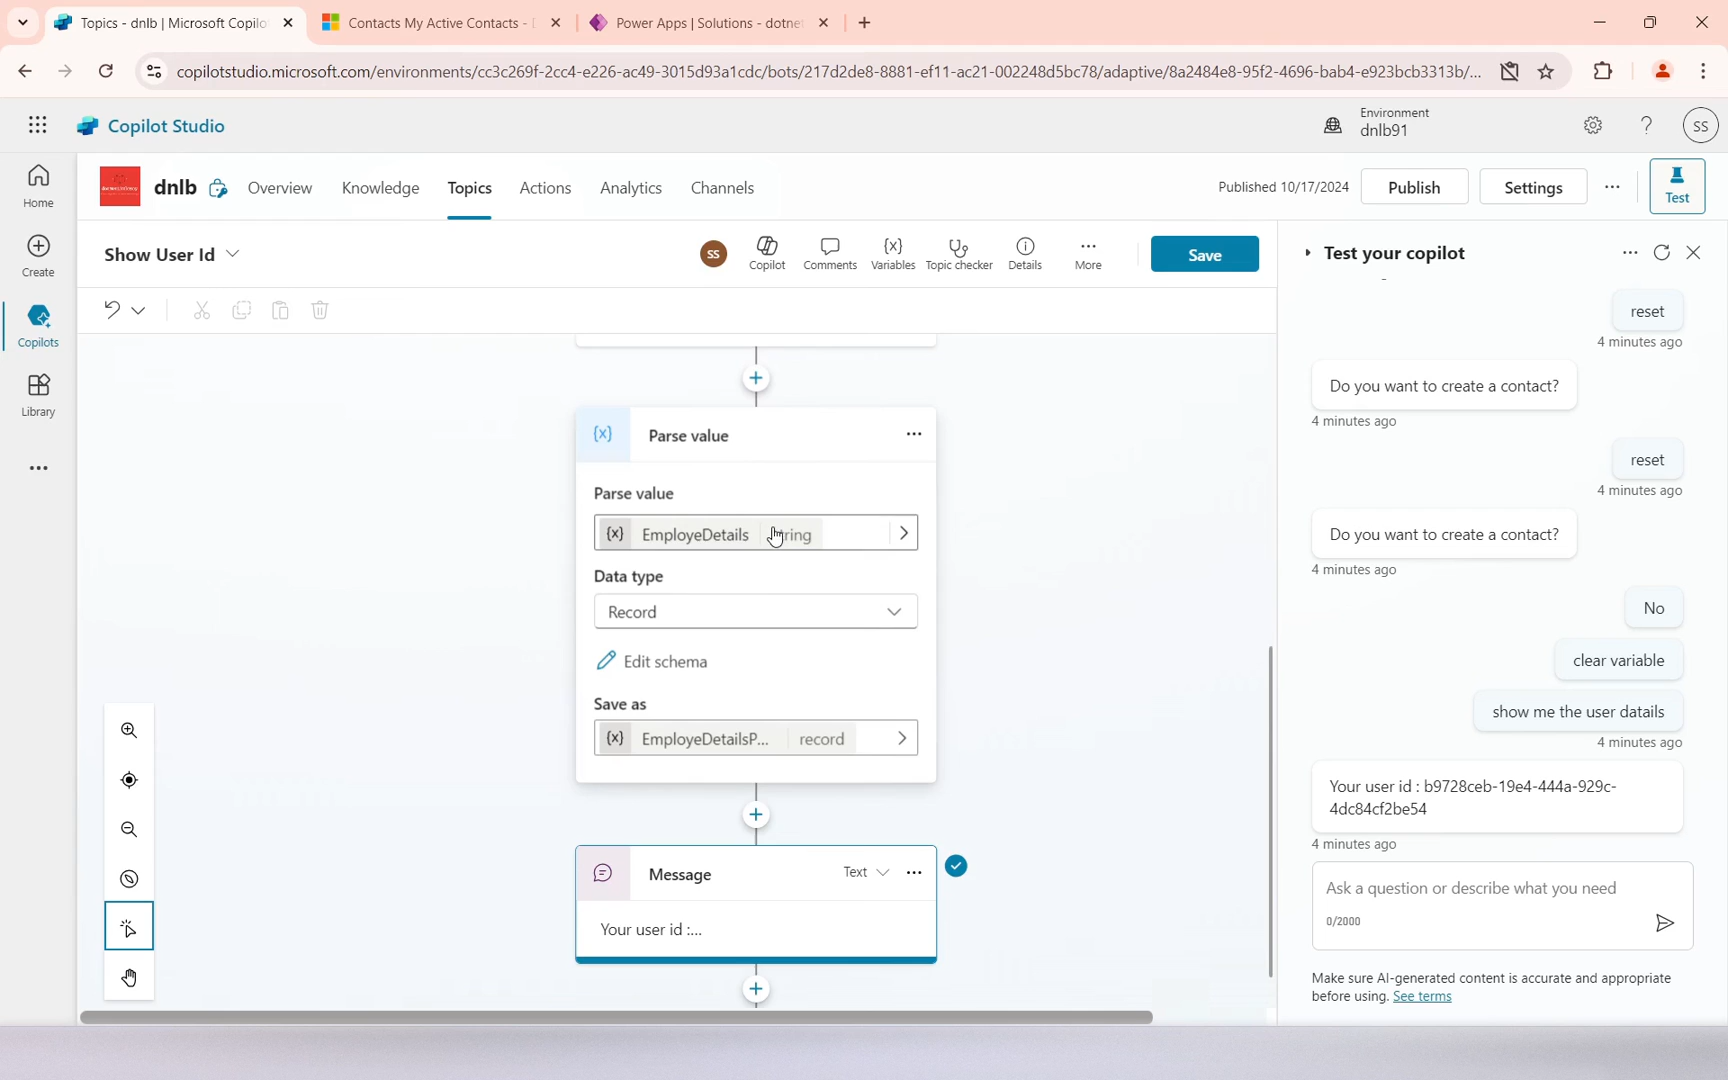 Topics - dnlb | Microsoft Copilo
Contacts My Active Contacts -
Power Apps | Solutions - dotne
copilotstudio.microsoft.com/environments/cc3c269f-2cc4-e226-ac49-3015d93a1cdc/bots/217d2de8-8881-ef11-ac21-002248d5bc78/adaptive/8a2484e8-95f2-4696-bab4-e923bcb3313b/...
Copilot Studio
Environment
dnlb91
SS
Home
Create
Copilots
Library
dnlb
Overview
Knowledge
Topics
Actions
Analytics
Channels
Published 10/17/2024
Publish
Settings
Test
Show User Id
SS
Copilot
Comments
Variables
Topic checker
Details
More
Save
Parse value
Parse value
{x} EmployeDetails
Data type
Record
Edit schema
Save as
{x} EmployeDetailsP... record
Message
Text
Your user id :...
Test your copilot
reset
4 minutes ago
Do you want to create a contact?
4 minutes ago
reset
4 minutes ago
Do you want to create a contact?
4 minutes ago
No
clear variable
show me the user datails
4 minutes ago
Your user id : b9728ceb-19e4-444a-929c-
4dc84cf2be54
4 minutes ago
Ask a question or describe what you need
0/2000
Make sure AI-generated content is accurate and appropriate
before using. See terms